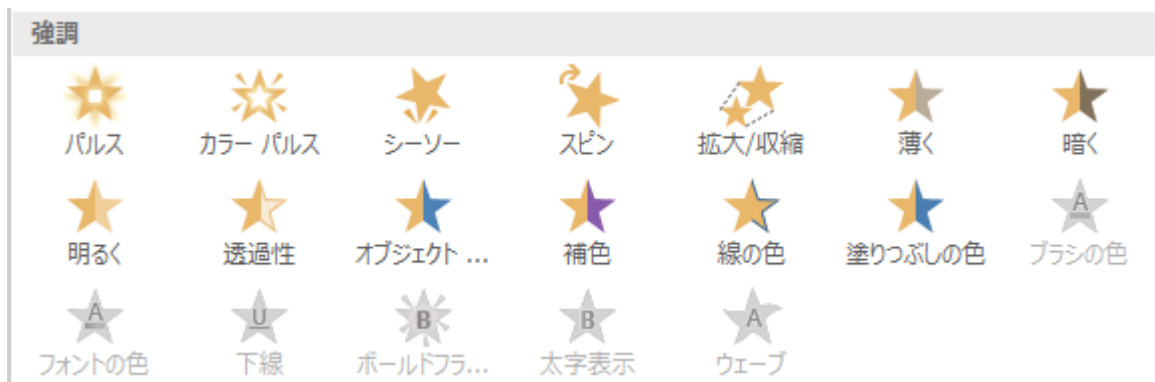 強調
パルス カラー パルス シーソー スピン 拡大/収縮 薄く 暗く
明るく 透過性 オブジェクト ... 補色 線の色 塗りつぶしの色 ブラシの色
フォントの色 下線 ボールドフラ... 太字表示 ウェーブ